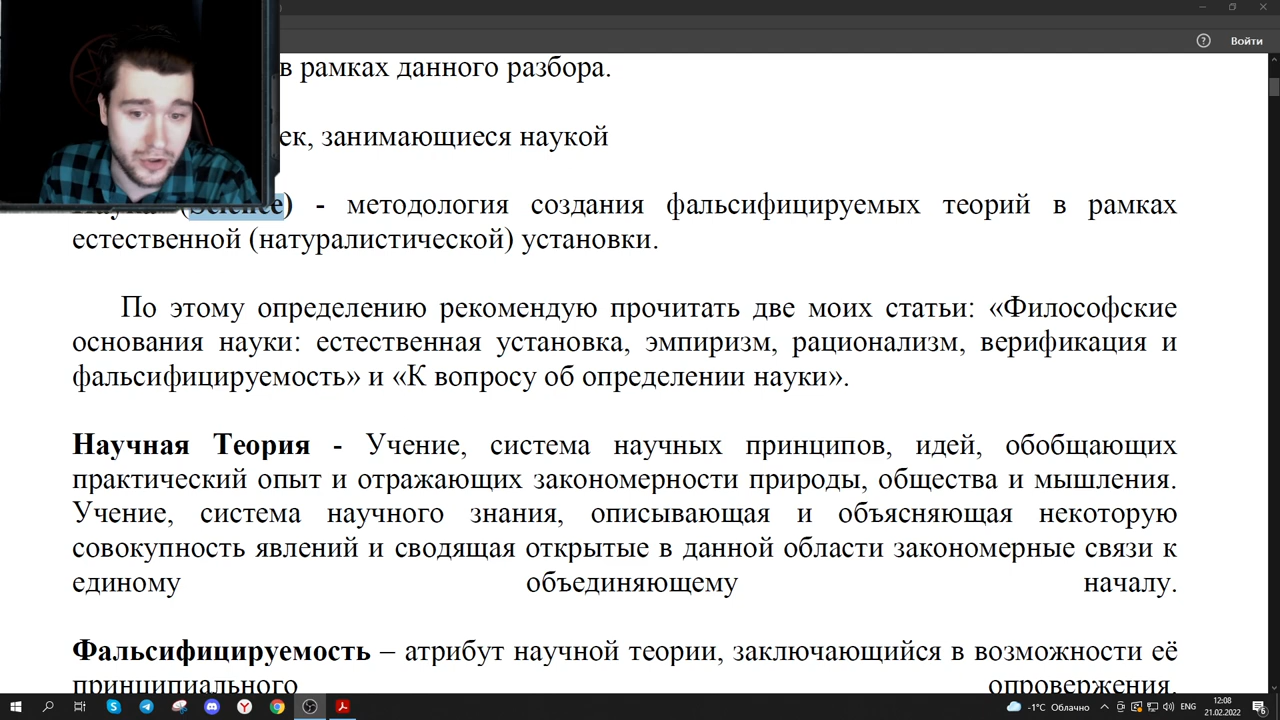 Войти
в рамках данного разбора.
ек, занимающиеся наукой
Наука (Science) - методология создания фальсифицируемых теорий в рамках
естественной (натуралистической) установки.
По этому определению рекомендую прочитать две моих статьи: «Философские
основания науки: естественная установка, эмпиризм, рационализм, верификация и
фальсифицируемость» и «К вопросу об определении науки».
Научная Теория - Учение, система научных принципов, идей, обобщающих
практический опыт и отражающих закономерности природы, общества и мышления.
Учение, система научного знания, описывающая и объясняющая некоторую
совокупность явлений и сводящая открытые в данной области закономерные связи к
единому объединяющему началу.
Фальсифицируемость – атрибут научной теории, заключающийся в возможности её
принципиального опровержения.
-1°C Облачно
ENG
12:08
21.02.2022
6